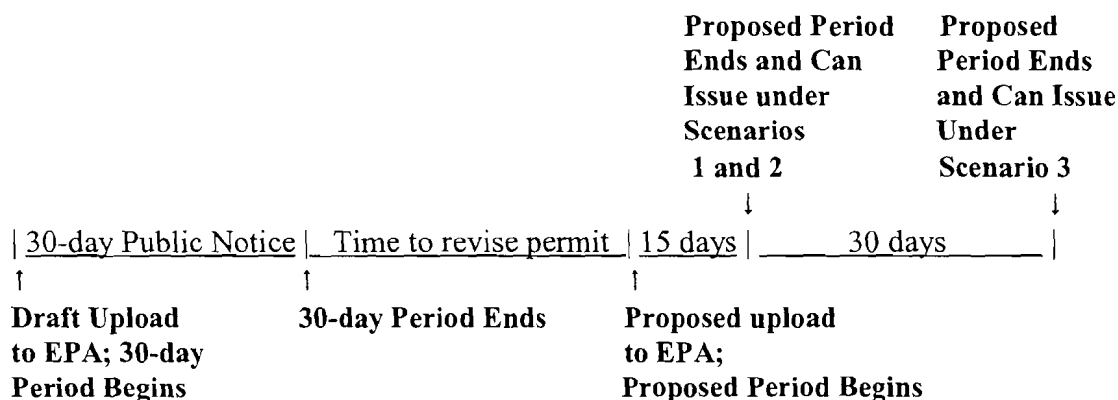 Proposed Period
Ends and Can
Issue under
Scenarios
1 and 2
Proposed
Period Ends
and Can Issue
Under
Scenario 3
30-day Public Notice
Time to revise permit
15 days
30 days
Draft Upload
to EPA; 30-day
Period Begins
30-day Period Ends
Proposed upload
to EPA;
Proposed Period Begins